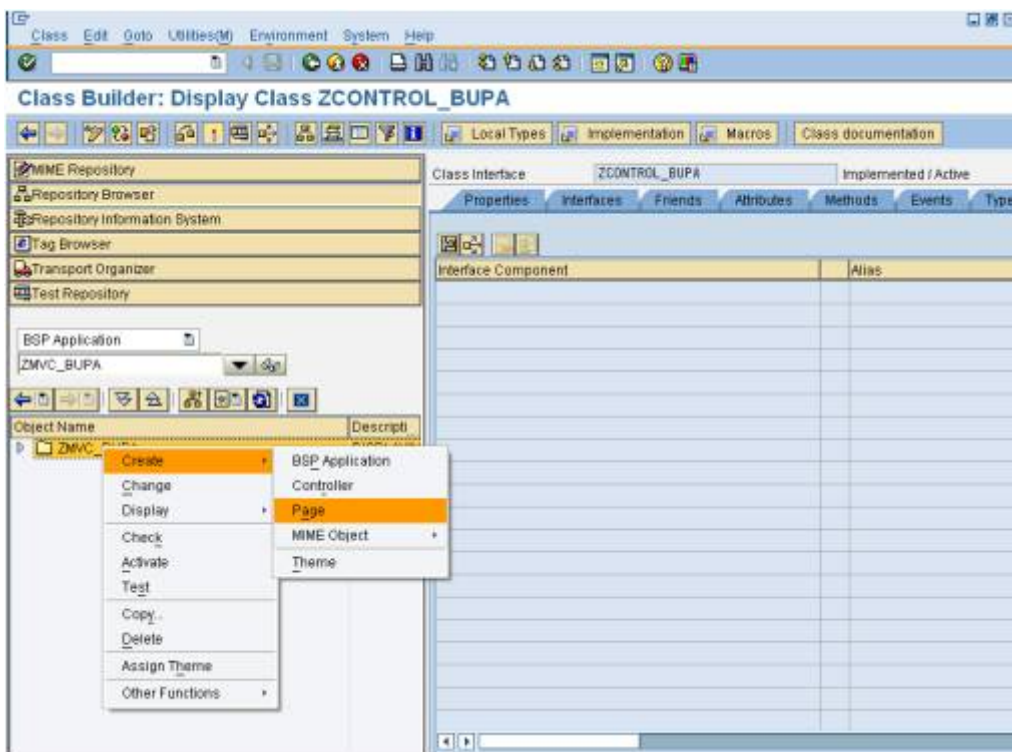 Class Edit Goto Utilities(M) Environment System Help
Class Builder: Display Class ZCONTROL_BUPA
Local Types Implementation Macros Class documentation
MIME Repository
Repository Browser
Repository Information System
Tag Browser
Transport Organizer
Test Repository
BSP Application
ZMVC_BUPA
Object Name Descripti
ZMVC_
Create
Change
Display
Check
Activate
Test
Copy..
Delete
Assign Theme
Other Functions
BSP Application
Controller
Page
MIME Object
Theme
Class Interface ZCONTROL_BUPA Implemented / Active
Properties Interfaces Friends Attributes Methods Events Type
Interface Component Alias